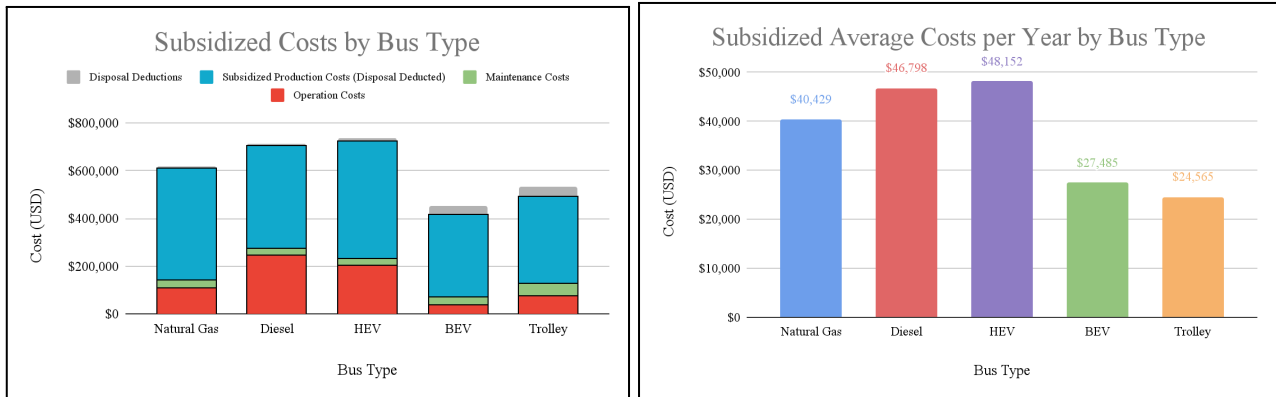 Subsidized Costs by Bus Type
Disposal Deductions
Subsidized Production Costs (Disposal Deducted)
Maintenance Costs
Operation Costs
$800,000
$600,000
$400,000
$200,000
$0
Cost (USD)
Natural Gas
Diesel
HEV
BEV
Trolley
Bus Type
Subsidized Average Costs per Year by Bus Type
$50,000
$40,000
$30,000
$20,000
$10,000
$0
Cost (USD)
$40,429
$46,798
$48,152
$27,485
$24,565
Natural Gas
Diesel
HEV
BEV
Trolley
Bus Type